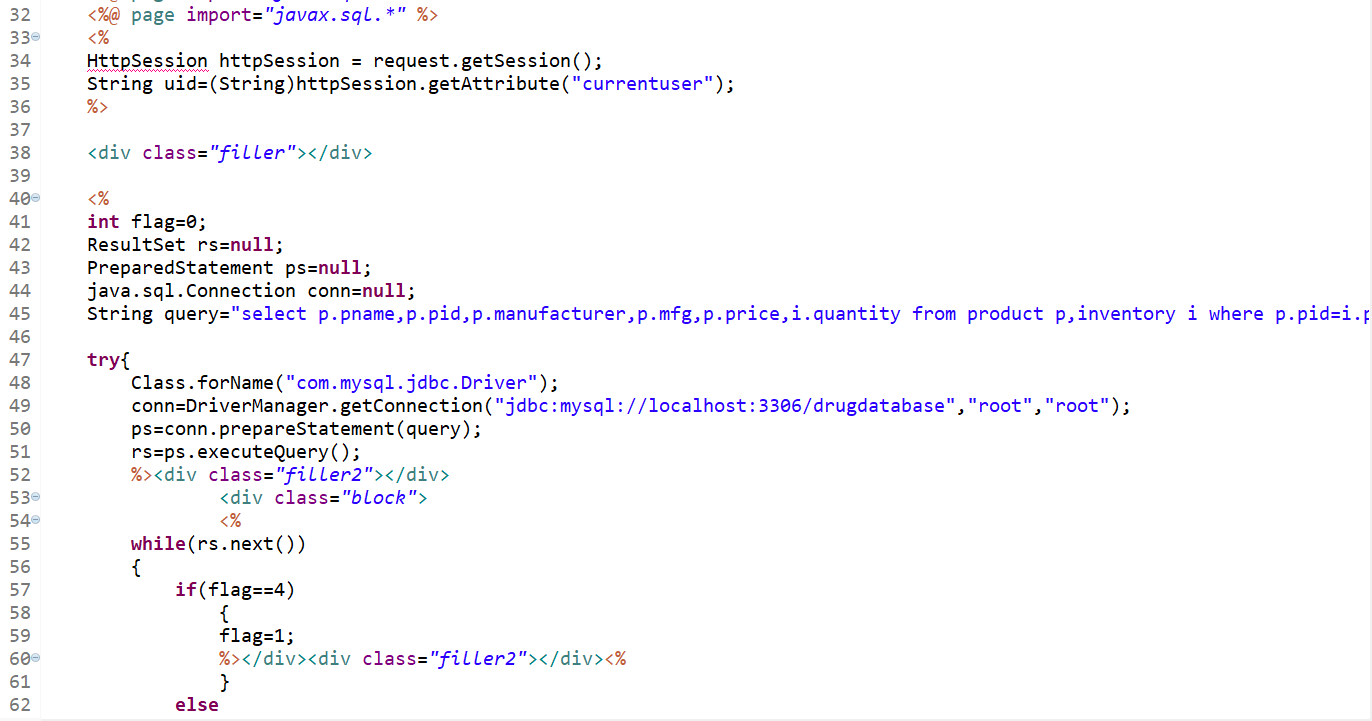 32 <%@ page import="javax.sql.*" %>
33 <%
34 HttpSession httpSession = request.getSession();
35 String uid=(String)httpSession.getAttribute("currentuser");
36 %>
37
38 <div class="filler"></div>
39
40 <%
41 int flag=0;
42 ResultSet rs=null;
43 PreparedStatement ps=null;
44 java.sql.Connection conn=null;
45 String query="select p.pname,p.pid,p.manufacturer,p.mfg,p.price,i.quantity from product p,inventory i where p.pid=i.p
46
47 try{
48 Class.forName("com.mysql.jdbc.Driver");
49 conn=DriverManager.getConnection("jdbc:mysql://localhost:3306/drugdatabase","root","root");
50 ps=conn.prepareStatement(query);
51 rs=ps.executeQuery();
52 %><div class="filler2"></div>
53 <div class="block">
54 <%
55 while(rs.next())
56 {
57 if(flag==4)
58 {
59 flag=1;
60 %></div><div class="filler2"></div><%
61 }
62 else